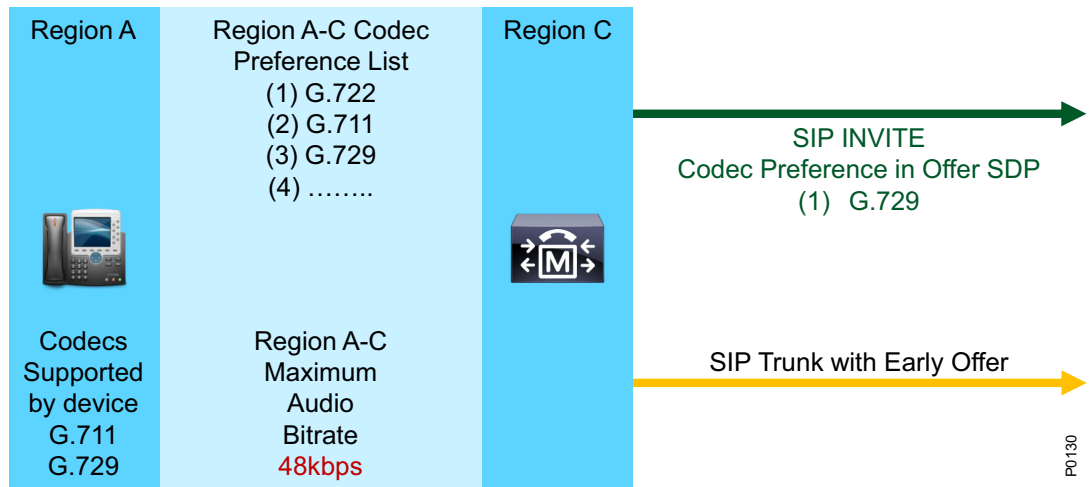 Region A
Region A-C Codec
Preference List
(1) G.722
(2) G.711
(3) G.729
(4) ……..
Region C
SIP INVITE
Codec Preference in Offer SDP
(1) G.729
M
Codecs
Supported
by device
G.711
G.729
Region A-C
Maximum
Audio
Bitrate
48kbps
SIP Trunk with Early Offer
P0130